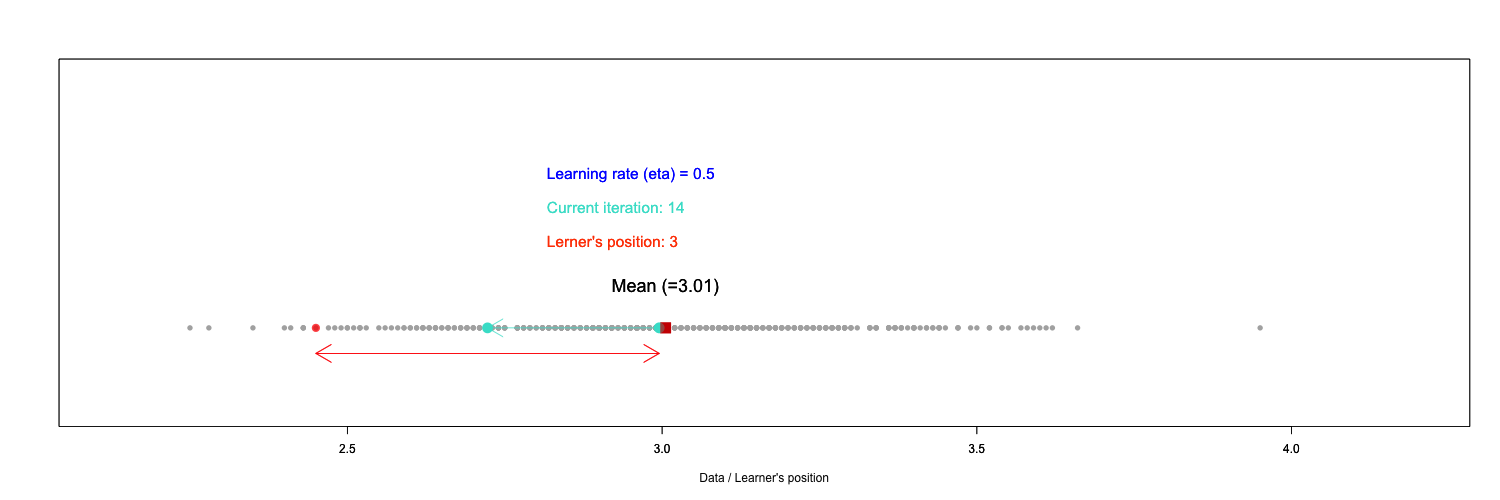 Learning rate (eta) = 0.5
Current iteration: 14
Lerner's position: 3
Mean (=3.01)
2.5 3.0 3.5 4.0
Data / Learner's position